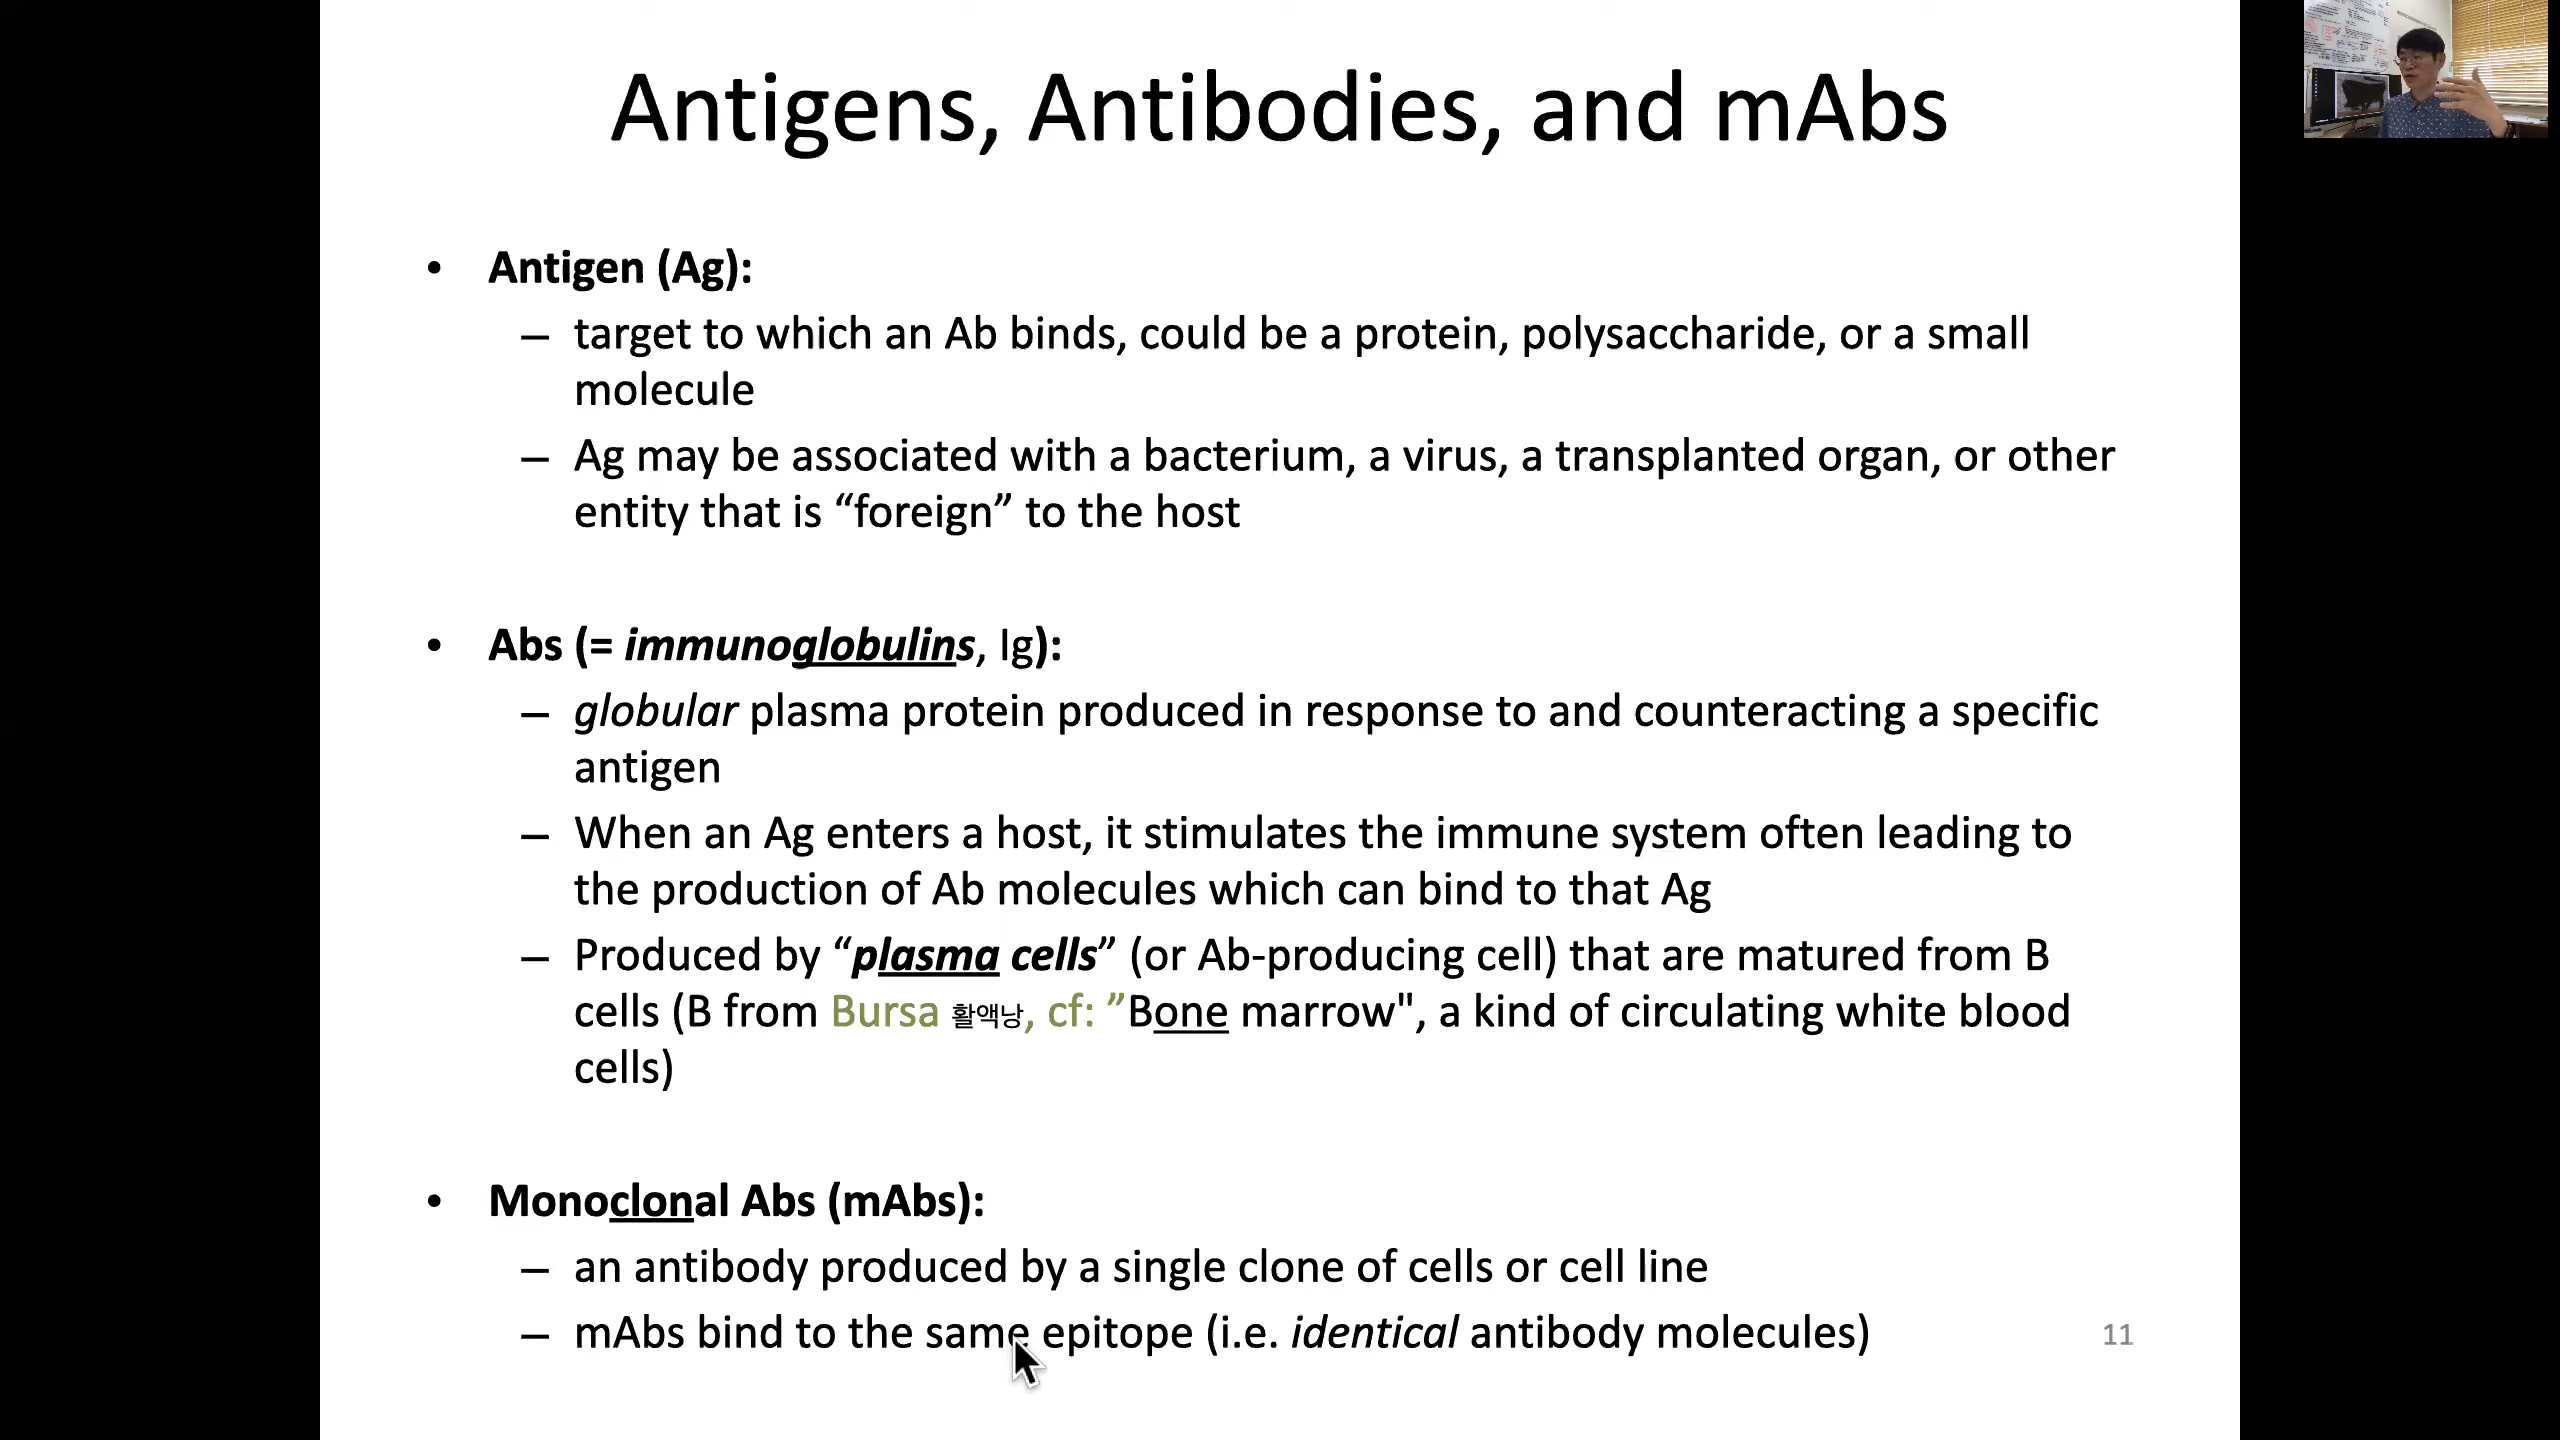 Antigens, Antibodies, and mAbs
• Antigen (Ag):
– target to which an Ab binds, could be a protein, polysaccharide, or a small
molecule
– Ag may be associated with a bacterium, a virus, a transplanted organ, or other
entity that is “foreign” to the host
• Abs (= immunoglobulins, Ig):
– globular plasma protein produced in response to and counteracting a specific
antigen
– When an Ag enters a host, it stimulates the immune system often leading to
the production of Ab molecules which can bind to that Ag
– Produced by “plasma cells” (or Ab-producing cell) that are matured from B
cells (B from Bursa 활액낭, cf: ”Bone marrow", a kind of circulating white blood
cells)
• Monoclonal Abs (mAbs):
– an antibody produced by a single clone of cells or cell line
– mAbs bind to the same epitope (i.e. identical antibody molecules)
11